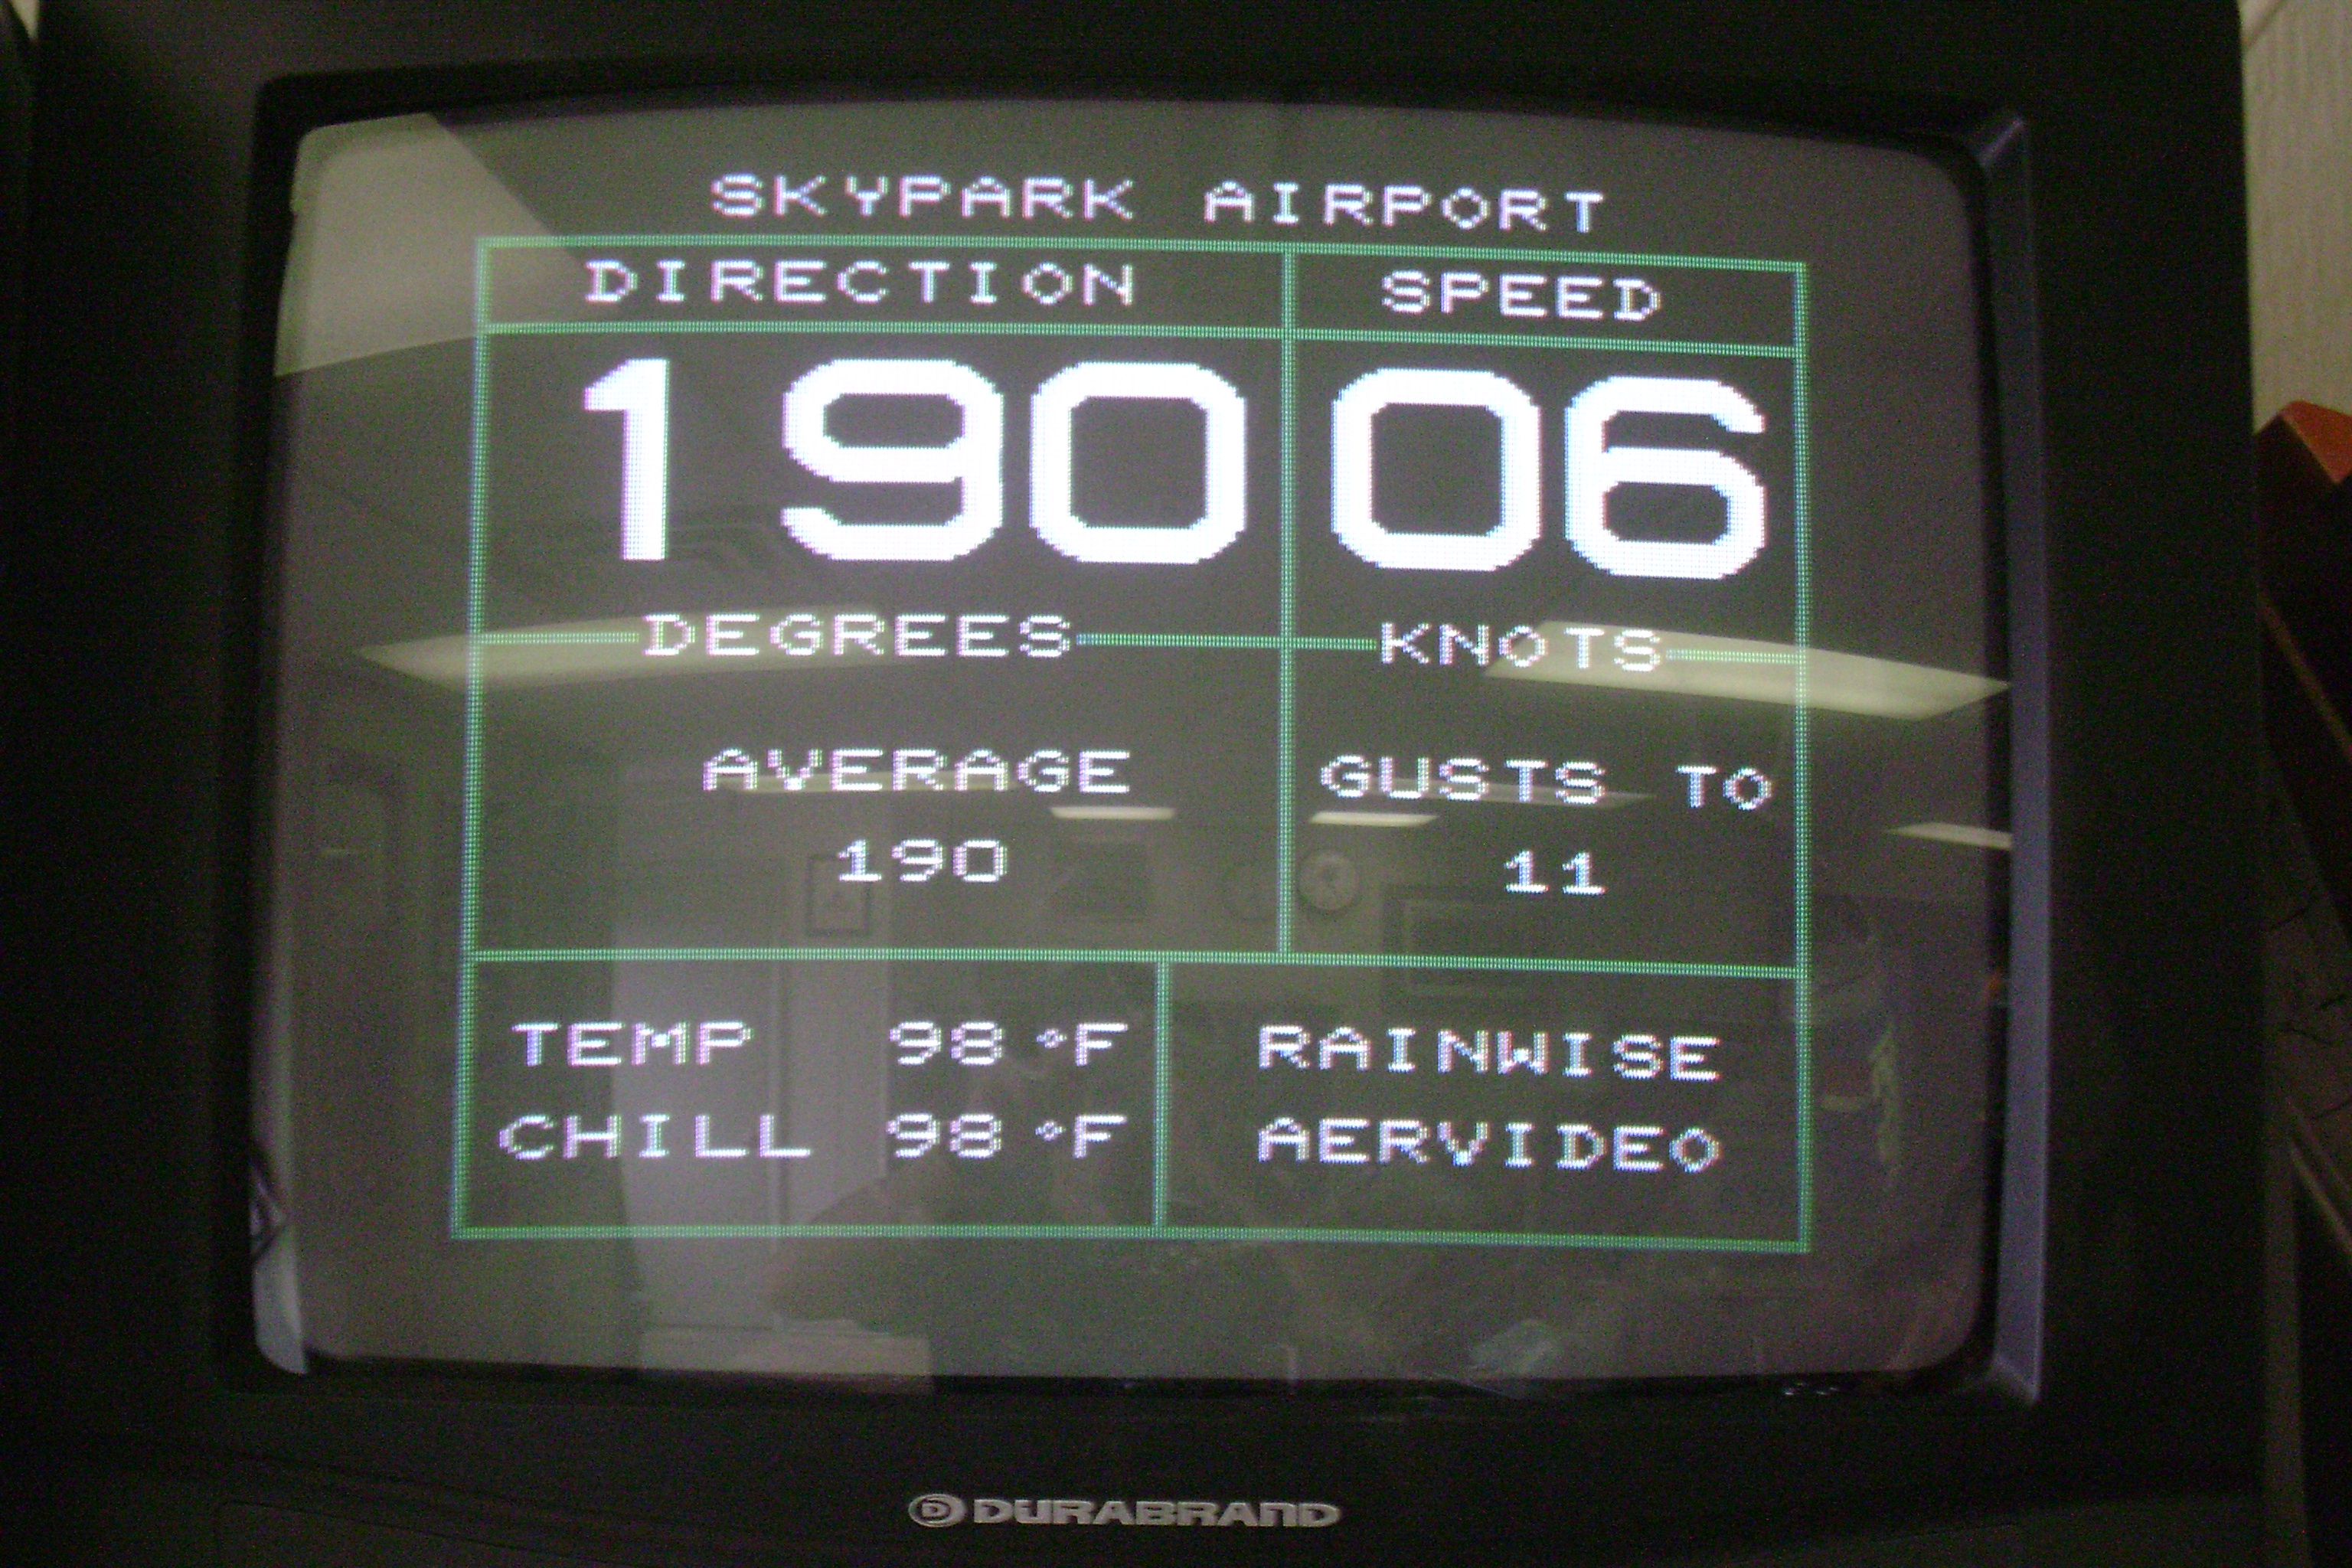 SKYPARK AIRPORT
DIRECTION SPEED
190 06
DEGREES KNOTS
AVERAGE GUSTS TO
190 11
TEMP 98 °F RAINWISE
CHILL 98 °F AERVIDEO
D DURABRAND